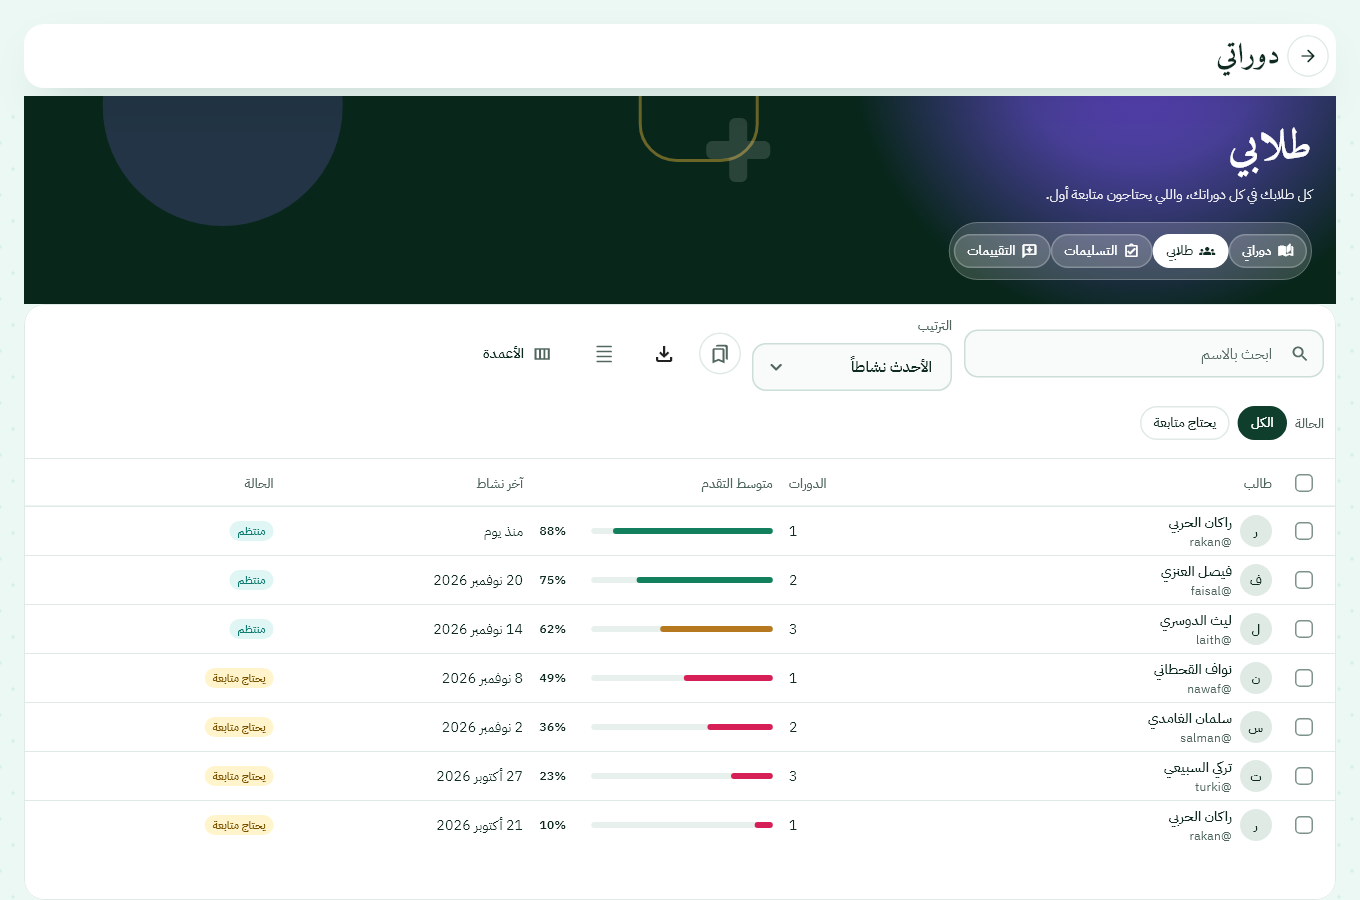 دوراتي
طلابي
كل طلابك في كل دوراتك، واللي يحتاجون متابعة أول.
دوراتي
طلابي
التسليمات
التقييمات
ابحث بالاسم
الترتيب
الأحدث نشاطاً
الأعمدة
الحالة
الكل
يحتاج متابعة
طالب الدورات متوسط التقدم آخر نشاط الحالة
ر راكان الحربي 1 88% منذ يوم منتظم
@rakan
ف فيصل العنزي 2 75% 20 نوفمبر 2026 منتظم
@faisal
ل ليث الدوسري 3 62% 14 نوفمبر 2026 منتظم
@laith
ن نواف القحطاني 1 49% 8 نوفمبر 2026 يحتاج متابعة
@nawaf
س سلمان الغامدي 2 36% 2 نوفمبر 2026 يحتاج متابعة
@salman
ت تركي السبيعي 3 23% 27 أكتوبر 2026 يحتاج متابعة
@turki
ر راكان الحربي 1 10% 21 أكتوبر 2026 يحتاج متابعة
@rakan